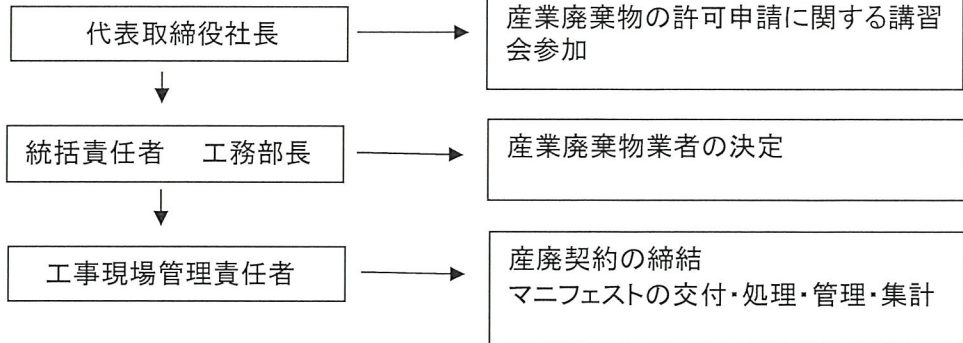 代表取締役社長
産業廃棄物の許可申請に関する講習
会参加
統括責任者　工務部長
産業廃棄物業者の決定
工事現場管理責任者
産廃契約の締結
マニフェストの交付・処理・管理・集計